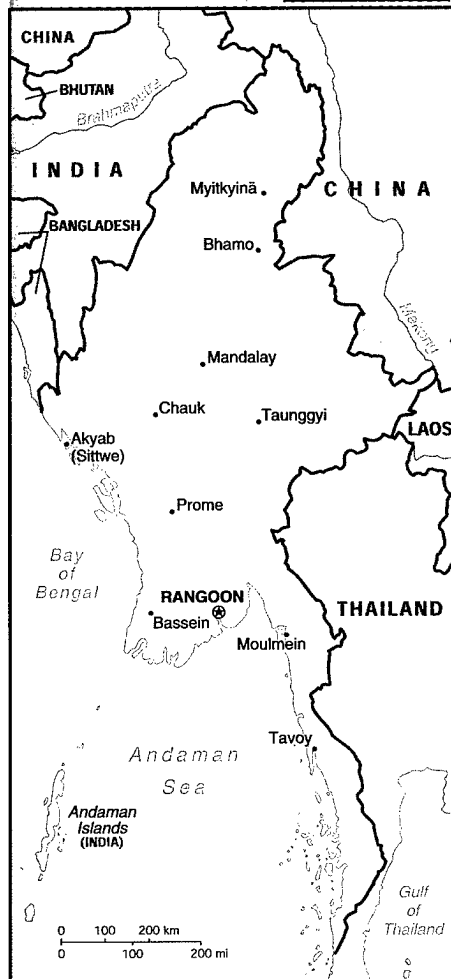 CHINA
BHUTAN
Brahmaputra
INDIA
CHINA
Myitkyinā
BANGLADESH
Bhamo
Mekong
Mandalay
Chauk
Taunggyi
LAOS
Akyab
(Sittwe)
Prome
Bay
of
Bengal
RANGOON
THAILAND
Bassein
Moulmein
Tavoy
Andaman
Sea
Andaman
Islands
(INDIA)
Gulf
of
Thailand
0 100 200 km
0 100 200 mi